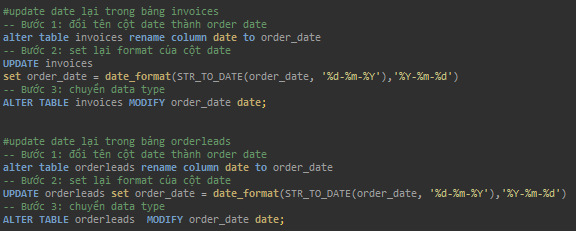 #update date lại trong bảng invoices
-- Bước 1: đổi tên cột date thành order date
alter table invoices rename column date to order_date
-- Bước 2: set lại format của cột date
UPDATE invoices
set order_date = date_format(STR_TO_DATE(order_date, '%d-%m-%Y'),'%Y-%m-%d')
-- Bước 3: chuyển data type
ALTER TABLE invoices MODIFY order_date date;
#update date lại trong bảng orderleads
-- Bước 1: đổi tên cột date thành order date
alter table orderleads rename column date to order_date
-- Bước 2: set lại format của cột date
UPDATE orderleads set order_date = date_format(STR_TO_DATE(order_date, '%d-%m-%Y'),'%Y-%m-%d')
-- Bước 3: chuyển data type
ALTER TABLE orderleads  MODIFY order_date date;